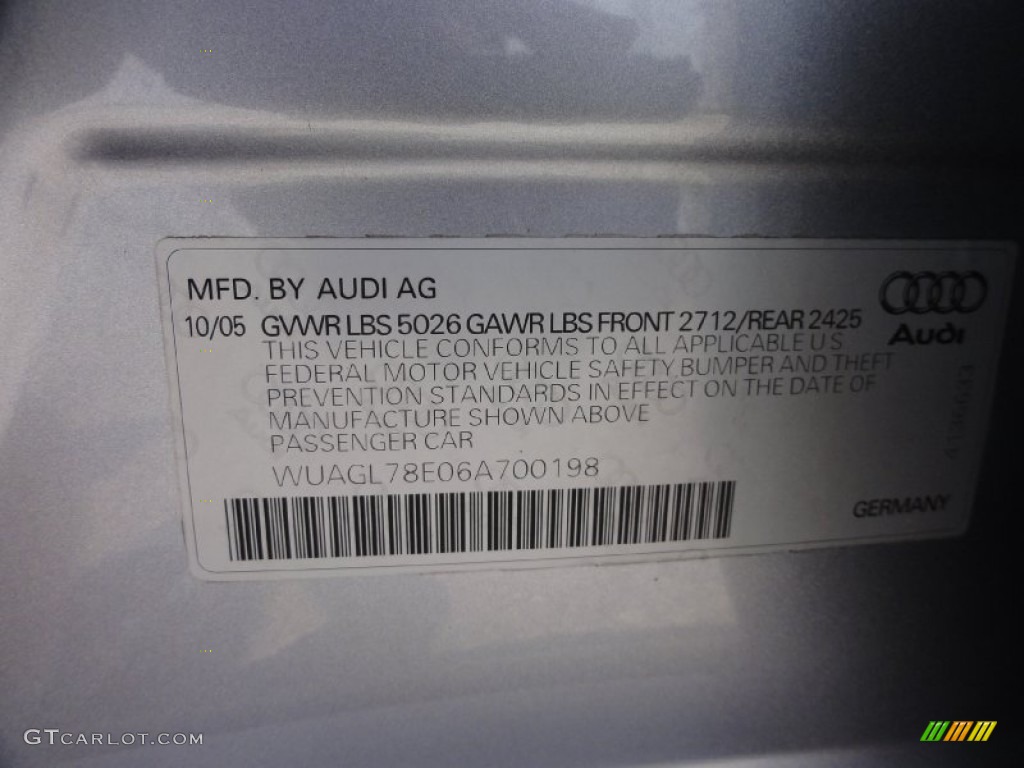 MFD. BY AUDI AG
10/05 GVWR LBS 5026 GAWR LBS FRONT 2712/REAR 2425
Audi
THIS VEHICLE CONFORMS TO ALL APPLICABLE U S
FEDERAL MOTOR VEHICLE SAFETY, BUMPER AND THEFT
PREVENTION STANDARDS IN EFFECT ON THE DATE OF
MANUFACTURE SHOWN ABOVE
PASSENGER CAR
WUAGL78E06A700198
GERMANY
GTCARLOT.COM